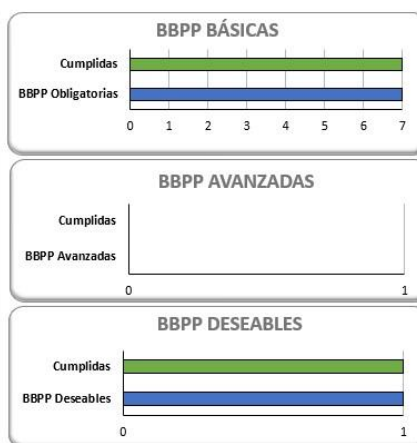 BBPP BÁSICAS
Cumplidas
BBPP Obligatorias
0 1 2 3 4 5 6 7
BBPP AVANZADAS
Cumplidas
BBPP Avanzadas
0 1
BBPP DESEABLES
Cumplidas
BBPP Deseables
0 1